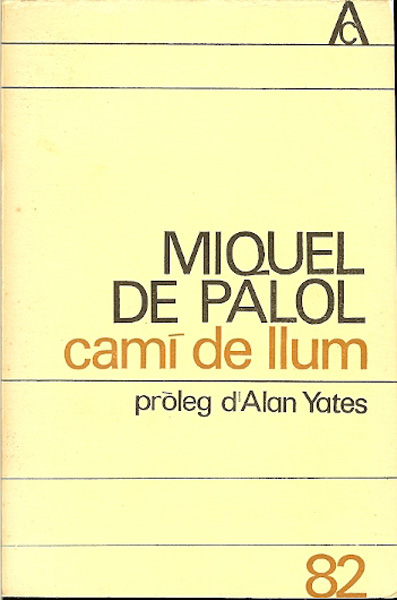 Ac
MIQUEL
DE PALOL
camí de llum
pròleg d'Alan Yates
82